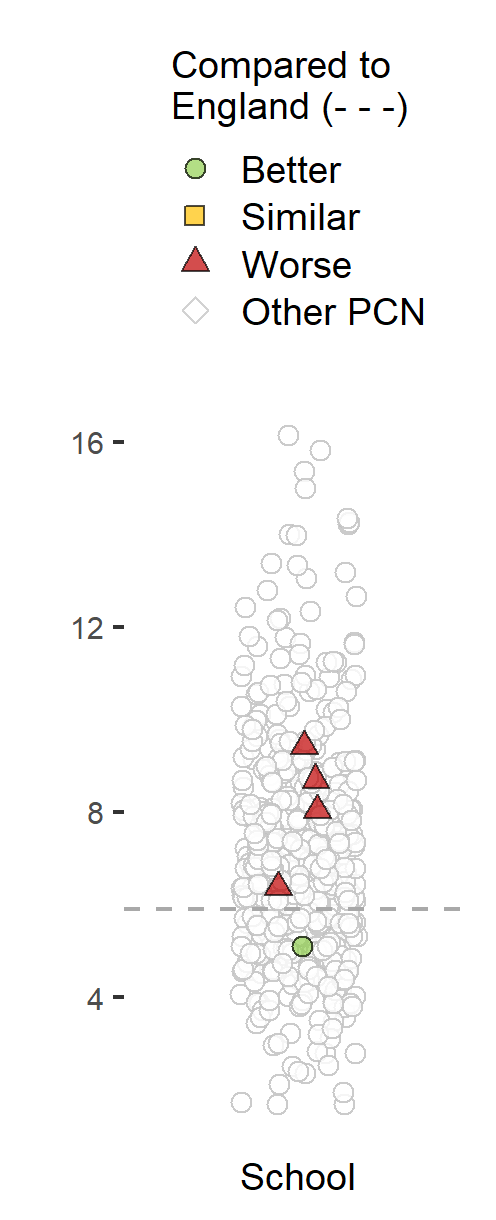 Compared to
England (- - -)
Better
Similar
Worse
Other PCN
16
12
8
4
School